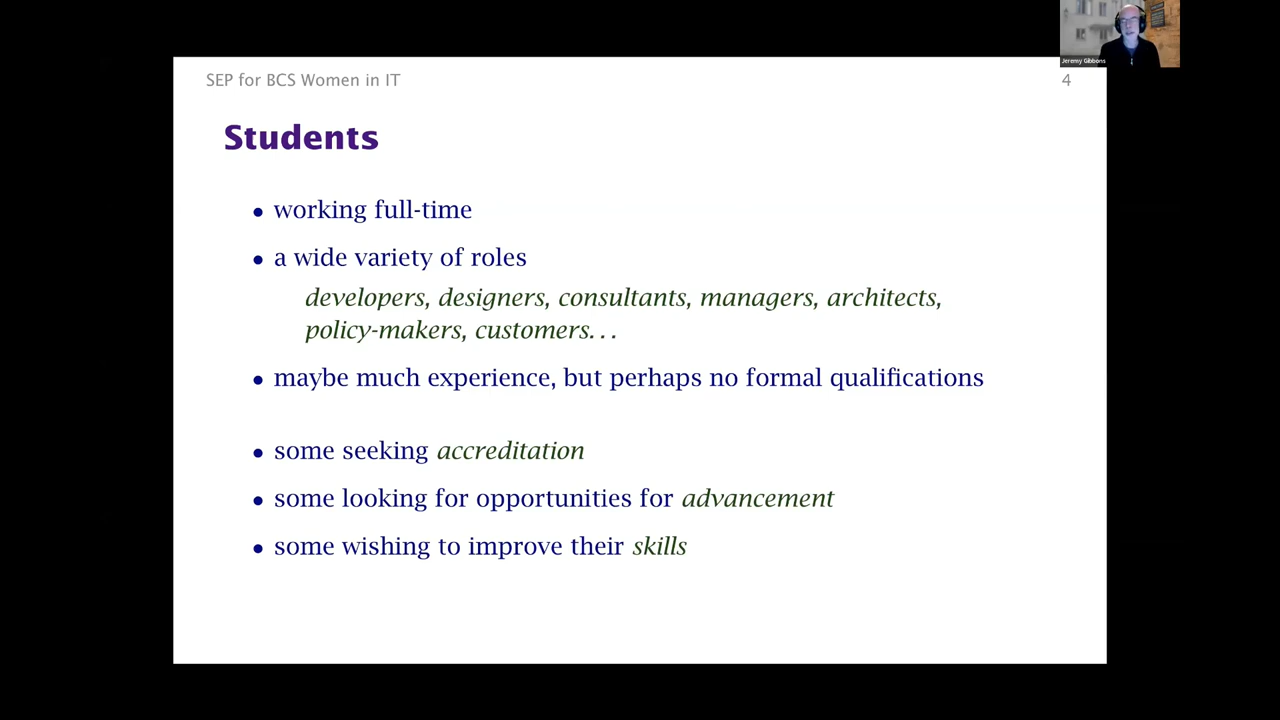 Jeremy Gibbons
SEP for BCS Women in IT
4
Students
• working full-time
• a wide variety of roles
developers, designers, consultants, managers, architects,
policy-makers, customers. . .
• maybe much experience, but perhaps no formal qualifications
• some seeking accreditation
• some looking for opportunities for advancement
• some wishing to improve their skills